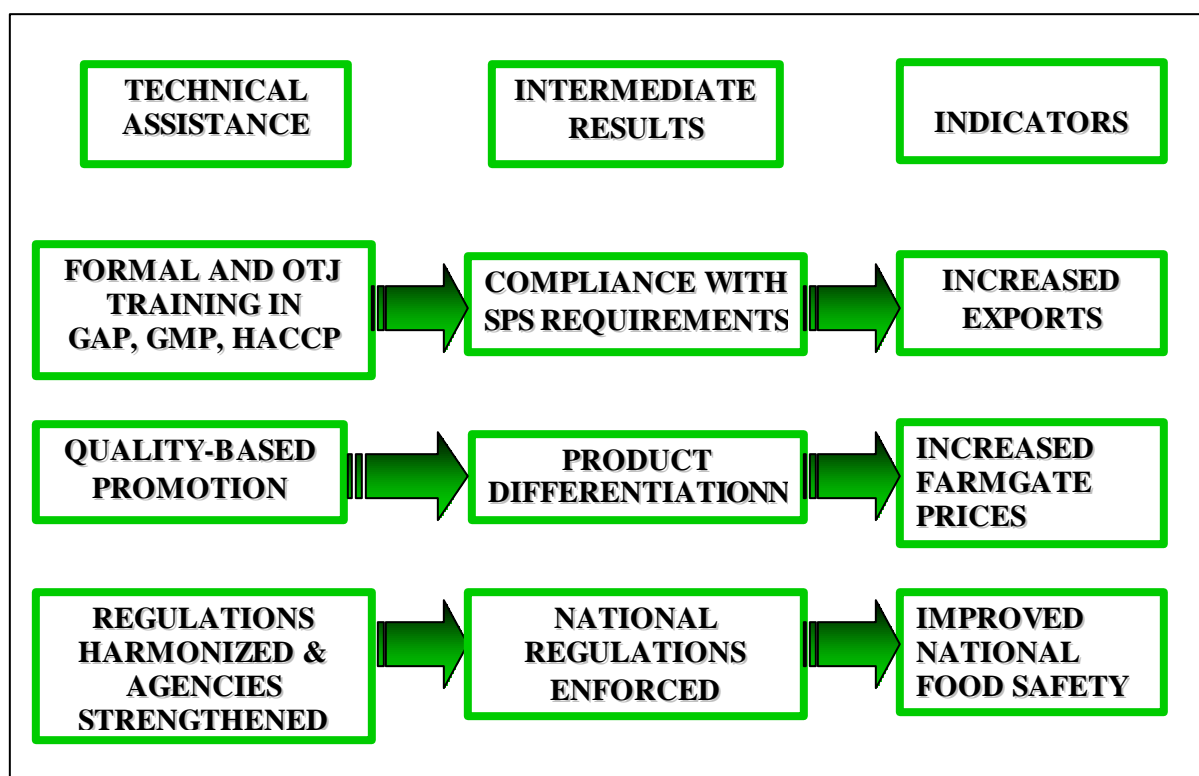 TECHNICAL
ASSISTANCE
INTERMEDIATE
RESULTS
INDICATORS
FORMAL AND OTJ
TRAINING IN
GAP, GMP, HACCP
COMPLIANCE WITH
SPS REQUIREMENTS
INCREASED
EXPORTS
QUALITY-BASED
PROMOTION
PRODUCT
DIFFERENTIATIONN
INCREASED
FARMGATE
PRICES
REGULATIONS
HARMONIZED &
AGENCIES
STRENGTHENED
NATIONAL
REGULATIONS
ENFORCED
IMPROVED
NATIONAL
FOOD SAFETY